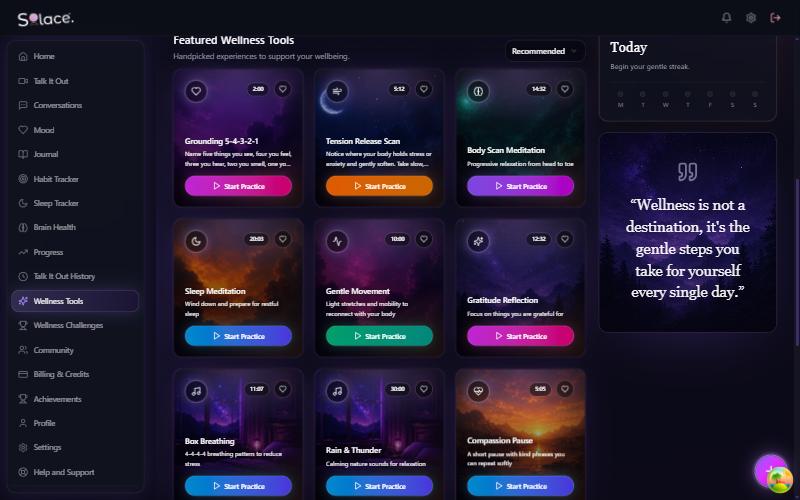 Solace.
Home
Talk It Out
Conversations
Mood
Journal
Habit Tracker
Sleep Tracker
Brain Health
Progress
Talk It Out History
Wellness Tools
Wellness Challenges
Community
Billing & Credits
Achievements
Profile
Settings
Help and Support
Featured Wellness Tools
Handpicked experiences to support your wellbeing.
Recommended
2:00
Grounding 5-4-3-2-1
Name five things you see, four you feel,
three you hear, two you smell, one yo...
Start Practice
5:12
Tension Release Scan
Notice where your body holds stress or
anxiety and gently soften. Take slow,...
Start Practice
14:32
Body Scan Meditation
Progressive relaxation from head to toe
Start Practice
20:03
Sleep Meditation
Wind down and prepare for restful
sleep
Start Practice
10:00
Gentle Movement
Light stretches and mobility to
reconnect with your body
Start Practice
12:32
Gratitude Reflection
Focus on things you are grateful for
Start Practice
11:07
Box Breathing
4-4-4-4 breathing pattern to reduce
stress
Start Practice
30:00
Rain & Thunder
Calming nature sounds for relaxation
Start Practice
5:05
Compassion Pause
A short pause with kind phrases you
can repeat softly
Start Practice
Today
Begin your gentle streak.
M T W T F S S
“Wellness is not a
destination, it's the
gentle steps you
take for yourself
every single day.”